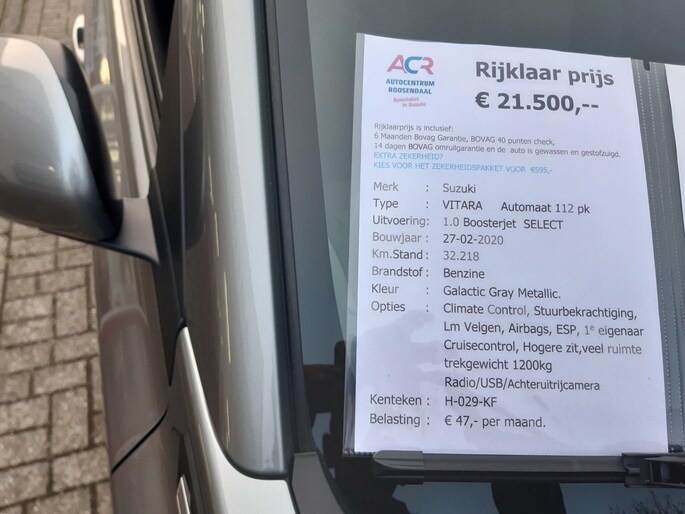 ACR
AUTOCENTRUM
ROOSENDAAL
Specialist
in Suzuki
Rijklaar prijs
€ 21.500,--
Rijklaarprijs is inclusief:
6 Maanden Bovag Garantie, BOVAG 40 punten check,
14 dagen BOVAG omruilgarantie en de auto is gewassen en gestofzuigd.
EXTRA ZEKERHEID?
KIES VOOR HET ZEKERHEIDSPAKKET VOOR €595,-
Merk : Suzuki
Type : VITARA Automaat 112 pk
Uitvoering: 1.0 Boosterjet SELECT
Bouwjaar : 27-02-2020
Km.Stand : 32.218
Brandstof : Benzine
Kleur : Galactic Gray Metallic.
Opties : Climate Control, Stuurbekrachtiging,
Lm Velgen, Airbags, ESP, 1e eigenaar
Cruisecontrol, Hogere zit,veel ruimte
trekgewicht 1200kg
Radio/USB/Achteruitrijcamera
Kenteken : H-029-KF
Belasting : € 47,- per maand.